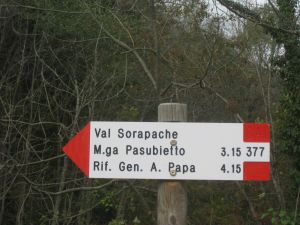 Val Sorapache
M.ga Pasubietto 3.15 377
Rif. Gen. A. Papa 4.15